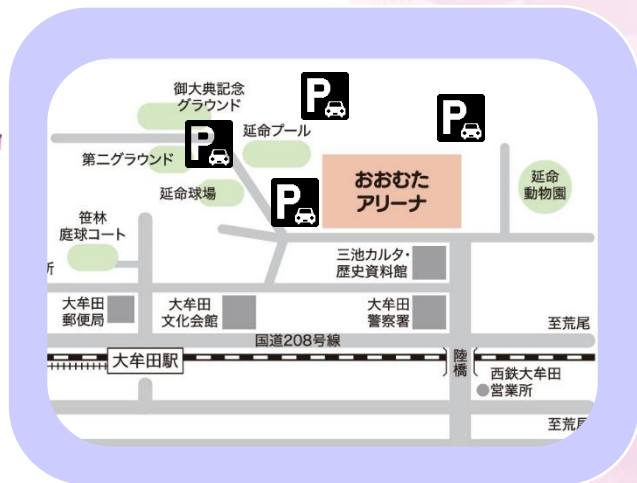 御大典記念
グラウンド
P
P
P
延命プール
第二グラウンド
延命球場
P
おおむた
アリーナ
延命
動物園
笹林
庭球コート
所
三池カルタ・
歴史資料館
大牟田
郵便局
大牟田
文化会館
大牟田
警察署
至荒尾
国道208号線
大牟田駅
陸橋
西鉄大牟田
営業所
至荒尾